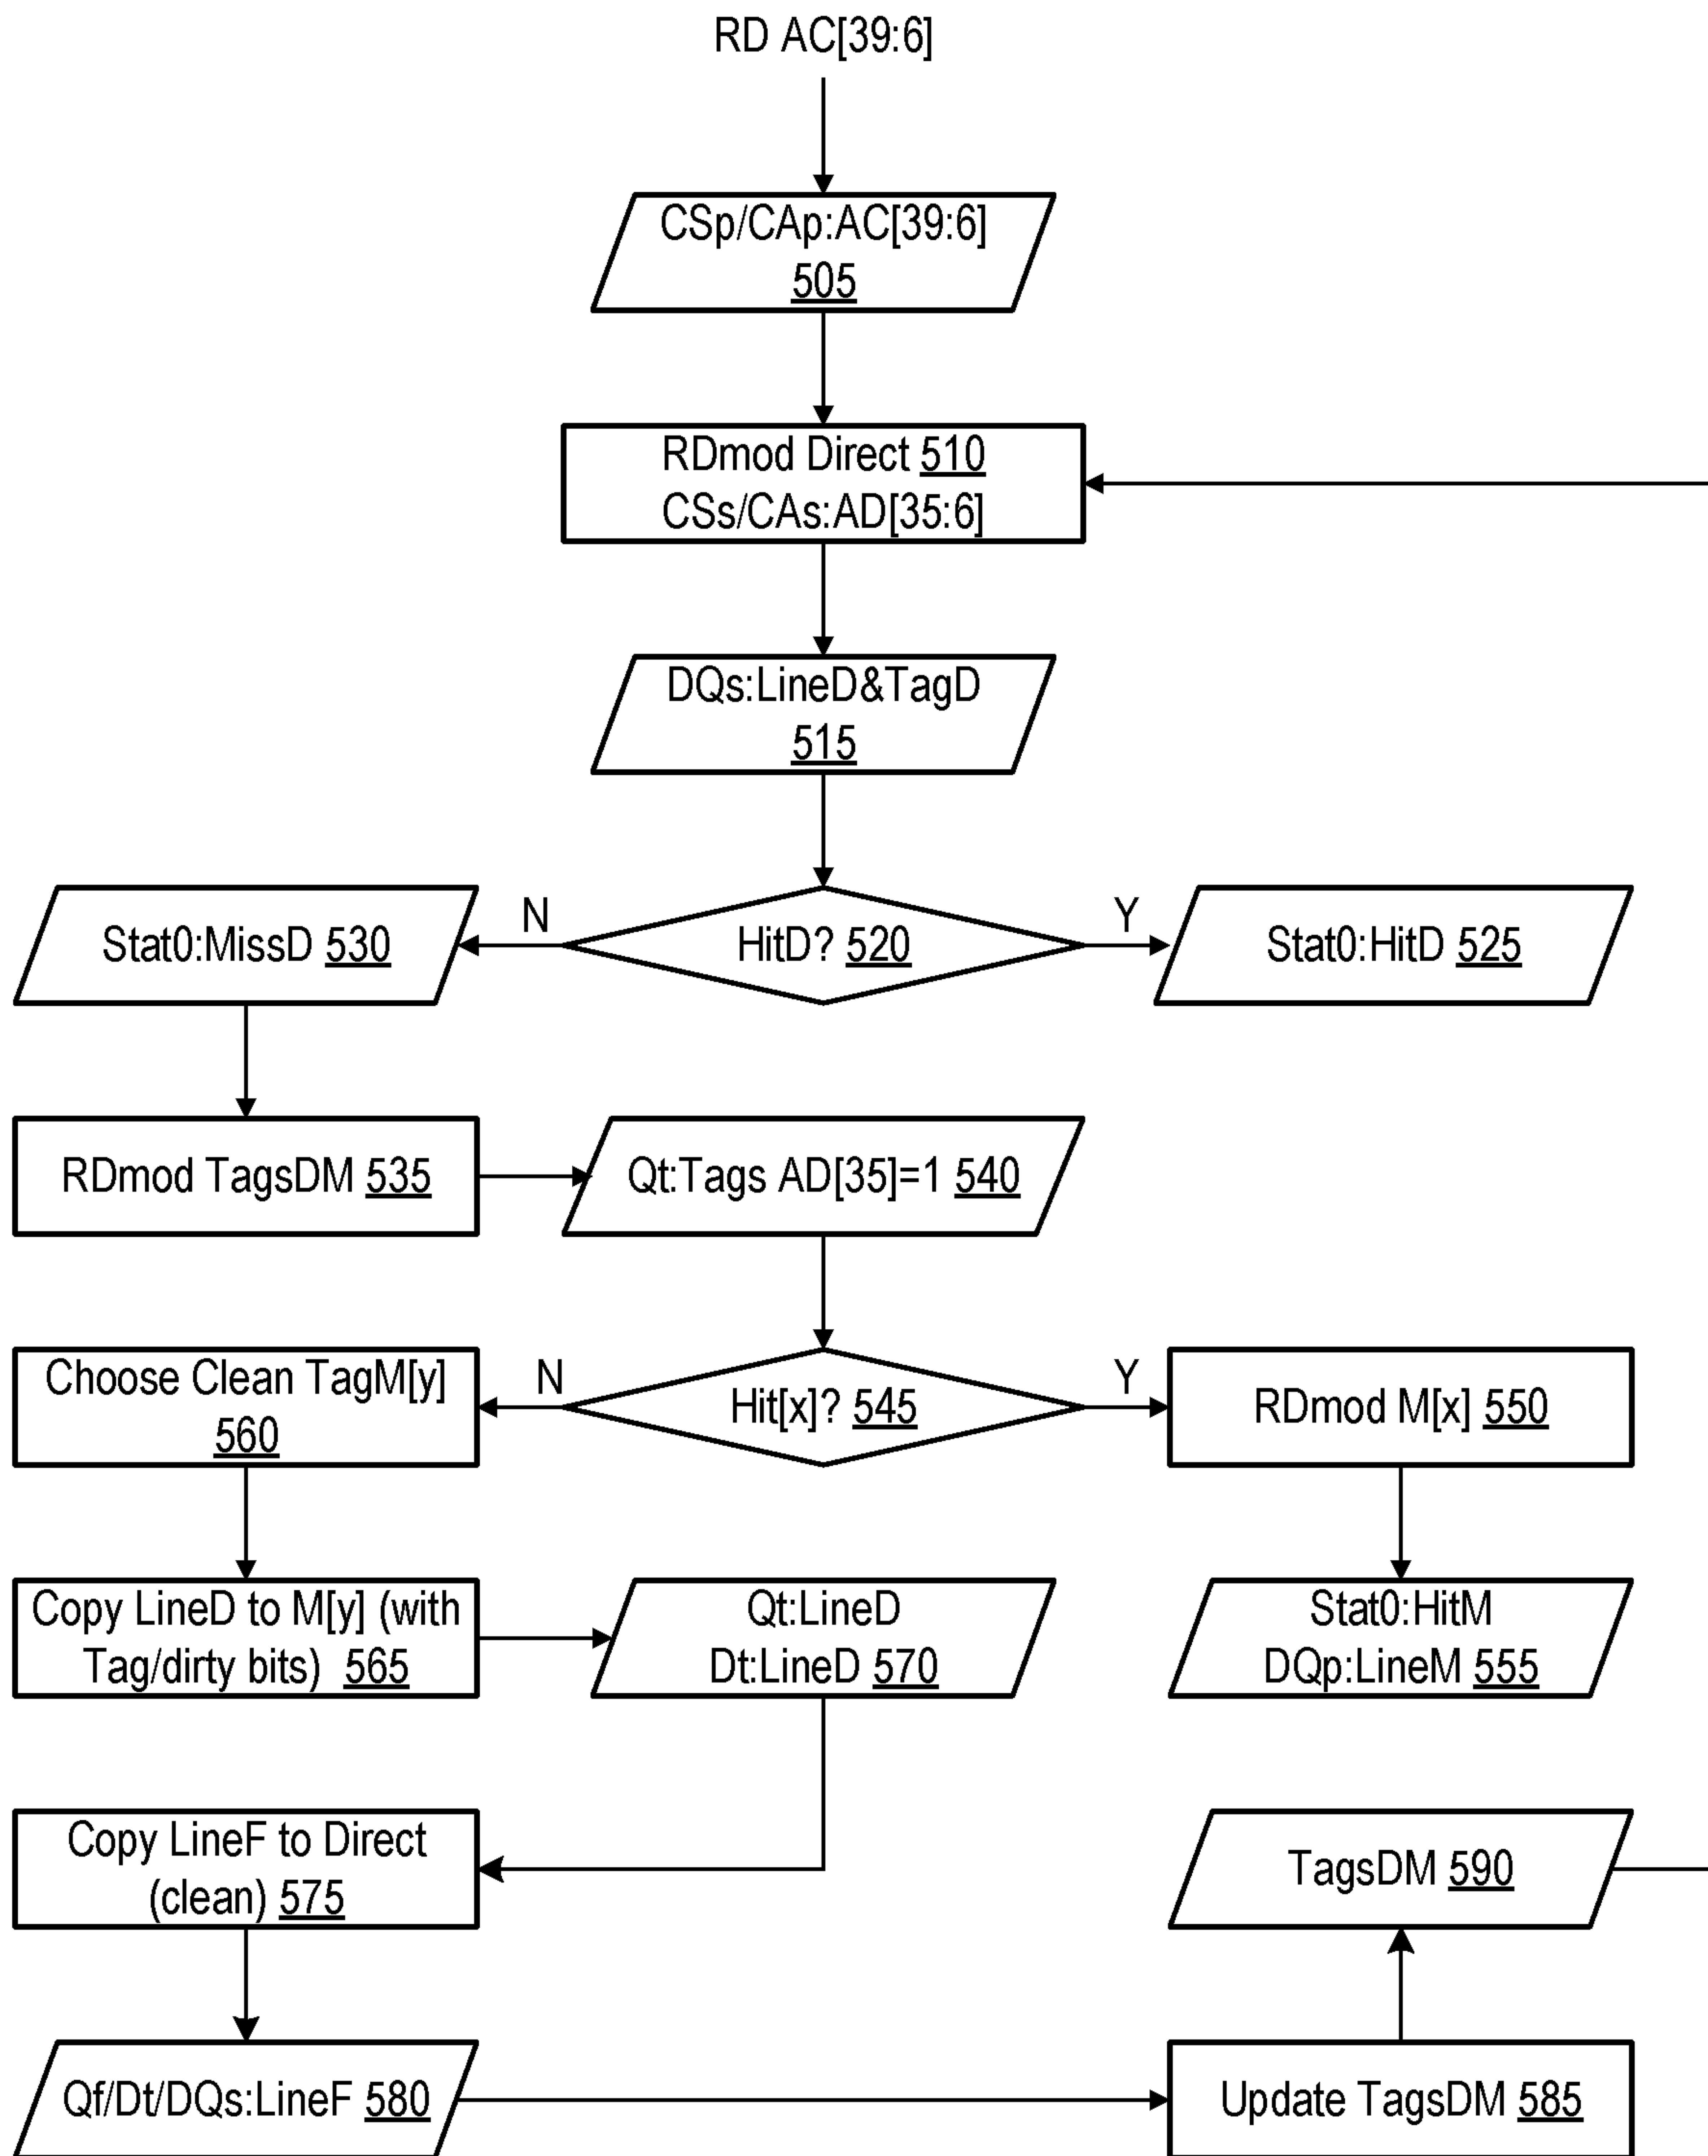 RD AC[39:6]
CSp/CAp:AC[39:6]
505
RDmod Direct 510
CSs/CAs:AD[35:6]
DQs:LineD&TagD
515
N
Y
Stat0:MissD 530
HitD? 520
Stat0:HitD 525
RDmod TagsDM 535
Qt:Tags AD[35]=1 540
Choose Clean TagM[y]
560
N
Hit[x]? 545
Y
RDmod M[x] 550
Copy LineD to M[y] (with
Tag/dirty bits) 565
Qt:LineD
Dt:LineD 570
Stat0:HitM
DQp:LineM 555
Copy LineF to Direct
(clean) 575
TagsDM 590
Qf/Dt/DQs:LineF 580
Update TagsDM 585